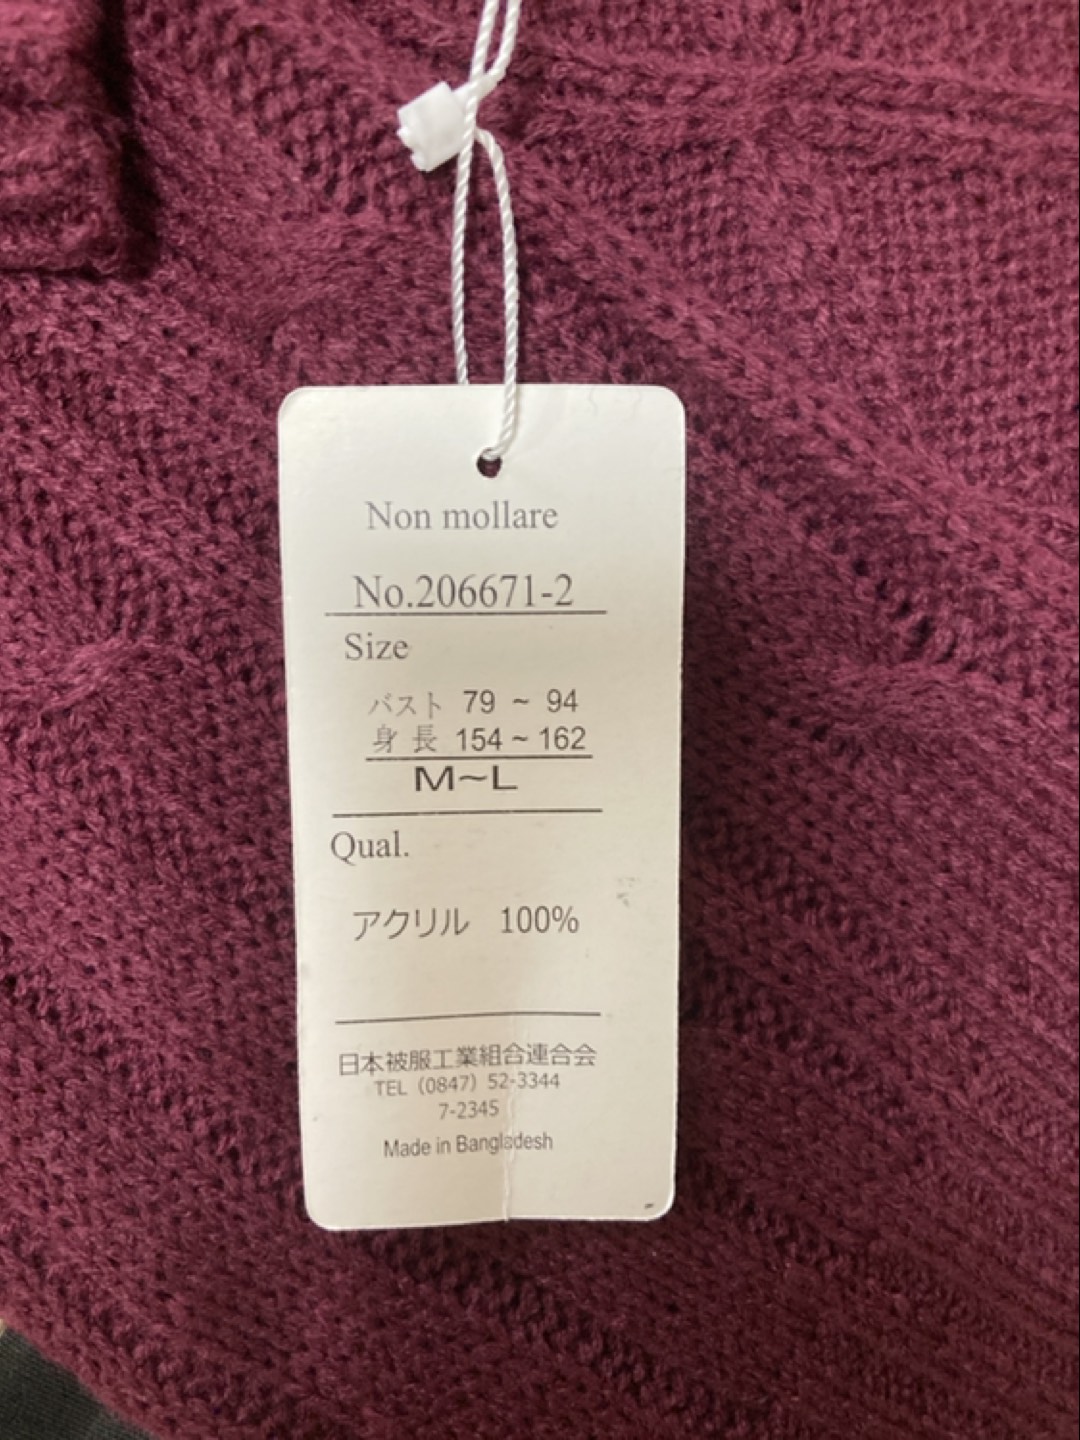 Non mollare
No.206671-2
Size
バスト 79 ~ 94
身 長 154 ~ 162
M~L
Qual.
アクリル 100%
日本被服工業組合連合会
TEL（0847）52-3344
7-2345
Made in Bangladesh